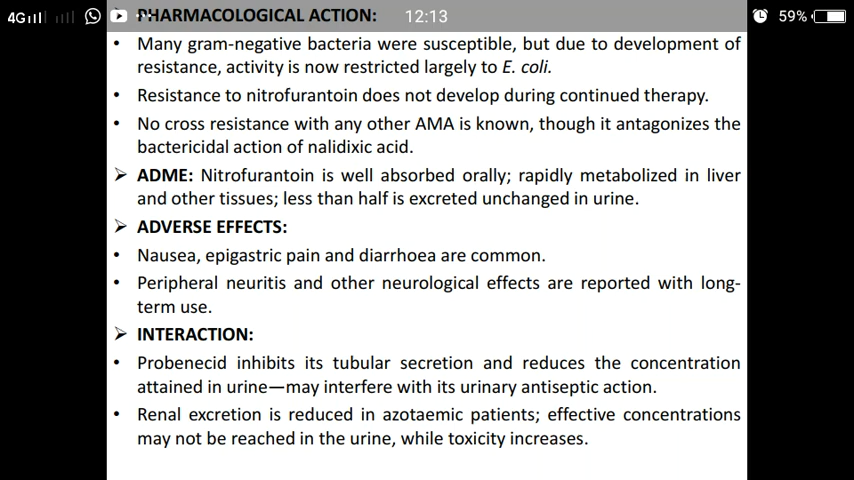 4G
PHARMACOLOGICAL ACTION:
12:13
59%
• Many gram-negative bacteria were susceptible, but due to development of
resistance, activity is now restricted largely to E. coli.
• Resistance to nitrofurantoin does not develop during continued therapy.
• No cross resistance with any other AMA is known, though it antagonizes the
bactericidal action of nalidixic acid.
➢ ADME: Nitrofurantoin is well absorbed orally; rapidly metabolized in liver
and other tissues; less than half is excreted unchanged in urine.
➢ ADVERSE EFFECTS:
• Nausea, epigastric pain and diarrhoea are common.
• Peripheral neuritis and other neurological effects are reported with long-
term use.
➢ INTERACTION:
• Probenecid inhibits its tubular secretion and reduces the concentration
attained in urine—may interfere with its urinary antiseptic action.
• Renal excretion is reduced in azotaemic patients; effective concentrations
may not be reached in the urine, while toxicity increases.